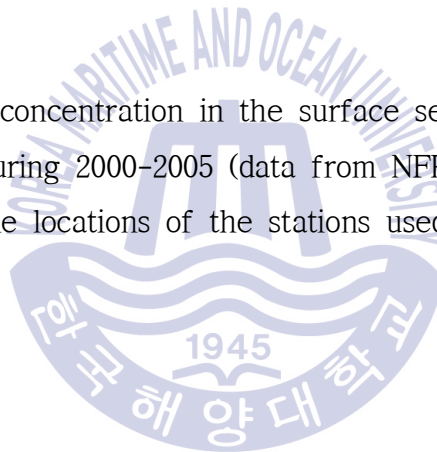 KOREA MARITIME AND OCEAN UNIVERSITY
concentration in the surface se
uring 2000-2005 (data from NFR
e locations of the stations used
1945
한국해양대학교